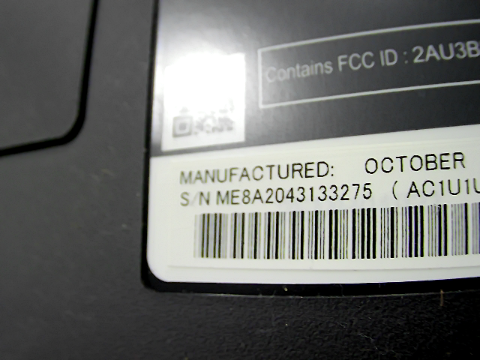 Contains FCC ID : 2AU3B
MANUFACTURED: OCTOBER
S/N ME8A2043133275 ( AC1U1U